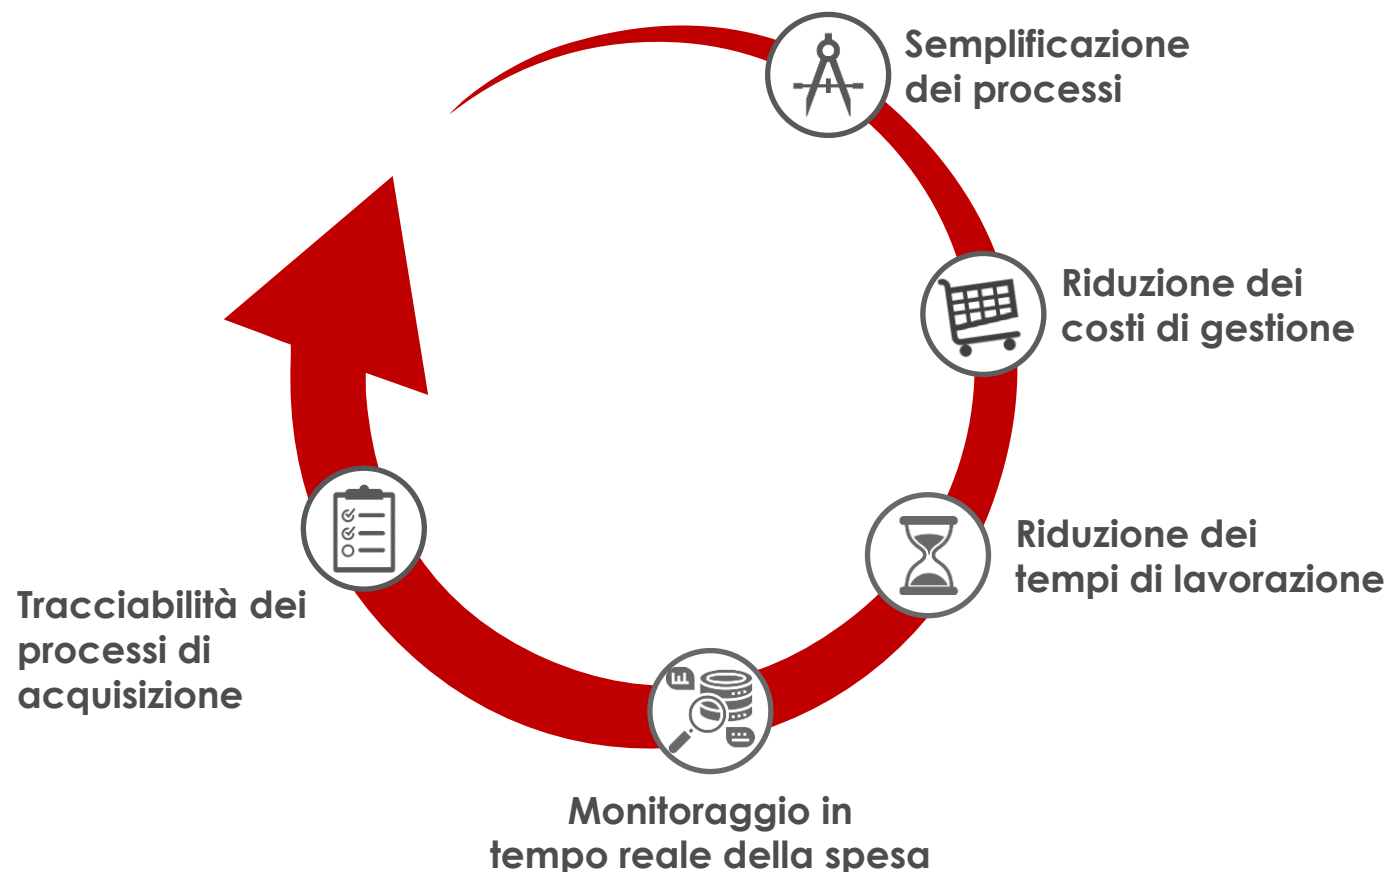 Semplificazione
dei processi
Riduzione dei
costi di gestione
Riduzione dei
tempi di lavorazione
Monitoraggio in
tempo reale della spesa
Tracciabilità dei
processi di
acquisizione